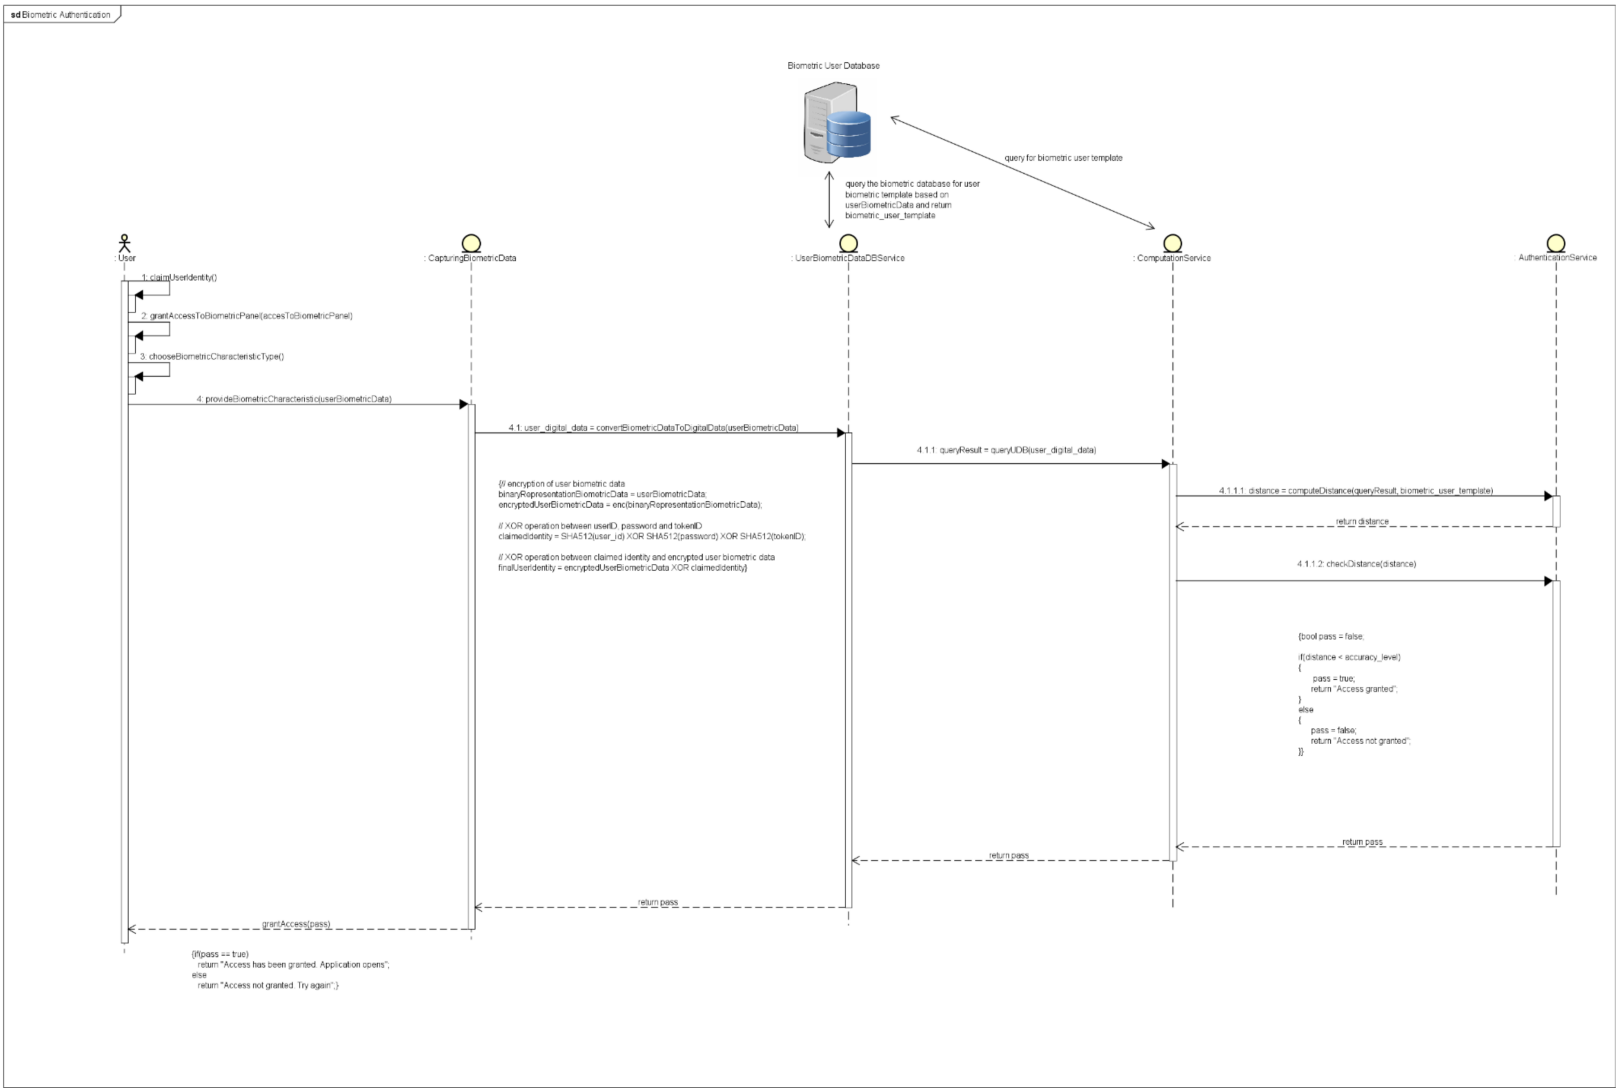 sd Biometric Authentication
Biometric User Database
query for biometric user template
query the biometric database for user
biometric template based on
userBiometricData and return
biometric_user_template
: User
: CapturingBiometricData
: UserBiometricDataDBService
: ComputationService
: AuthenticationService
1: claimUserIdentity()
2: grantAccessToBiometricPanel(accesToBiometricPanel)
3: chooseBiometricCharacteristicType()
4: provideBiometricCharacteristic(userBiometricData)
4.1: user_digital_data = convertBiometricDataToDigitalData(userBiometricData)
4.1.1: queryResult = queryUDB(user_digital_data)
{// encryption of user biometric data
binaryRepresentationBiometricData = userBiometricData;
encryptedUserBiometricData = enc(binaryRepresentationBiometricData);
// XOR operation between userID, password and tokenID
claimedIdentity = SHA512(user_id) XOR SHA512(password) XOR SHA512(tokenID);
// XOR operation between claimed identity and encrypted user biometric data
finalUserIdentity = encryptedUserBiometricData XOR claimedIdentity}
4.1.1.1: distance = computeDistance(queryResult, biometric_user_template)
return distance
4.1.1.2: checkDistance(distance)
{bool pass = false;
if(distance < accuracy_level)
{
pass = true;
return "Access granted";
}
else
{
pass = false;
return "Access not granted";
}}
return pass
return pass
return pass
grantAccess(pass)
{if(pass == true)
return "Access has been granted. Application opens";
else
return "Access not granted. Try again";}